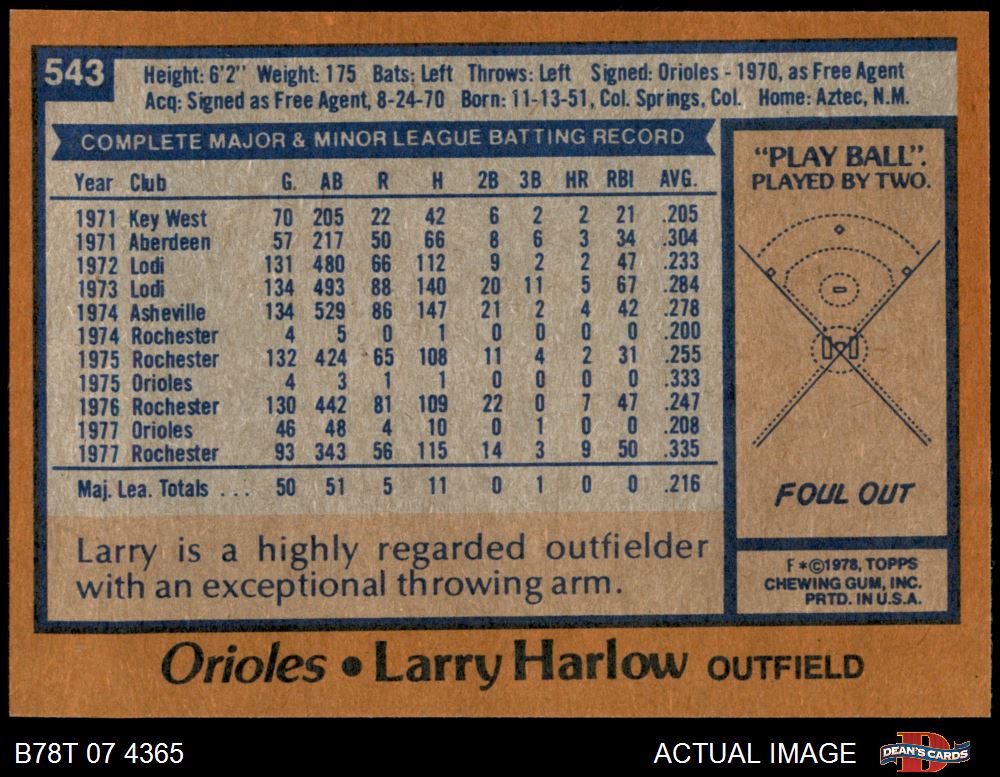 543
Height: 6'2" Weight: 175 Bats: Left Throws: Left Signed: Orioles - 1970, as Free Agent
Acq: Signed as Free Agent, 8-24-70 Born: 11-13-51, Col. Springs, Col. Home: Aztec, N.M.
COMPLETE MAJOR & MINOR LEAGUE BATTING RECORD
Year Club G. AB R H 2B 3B HR RBI AVG.
1971 Key West 70 205 22 42 6 2 2 21 .205
1971 Aberdeen 57 217 50 66 8 6 3 34 .304
1972 Lodi 131 480 66 112 9 2 2 47 .233
1973 Lodi 134 493 88 140 20 11 5 67 .284
1974 Asheville 134 529 86 147 21 2 4 42 .278
1974 Rochester 4 5 0 1 0 0 0 0 .200
1975 Rochester 132 424 65 108 11 4 2 31 .255
1975 Orioles 4 3 1 1 0 0 0 0 .333
1976 Rochester 130 442 81 109 22 0 7 47 .247
1977 Orioles 46 48 4 10 0 1 0 0 .208
1977 Rochester 93 343 56 115 14 3 9 50 .335
Maj. Lea. Totals ... 50 51 5 11 0 1 0 0 .216
Larry is a highly regarded outfielder
with an exceptional throwing arm.
"PLAY BALL".
PLAYED BY TWO.
FOUL OUT
F*©1978, TOPPS
CHEWING GUM, INC.
PRTD. IN U.S.A.
Orioles • Larry Harlow OUTFIELD
B78T 07 4365
ACTUAL IMAGE
DEAN'S CARDS